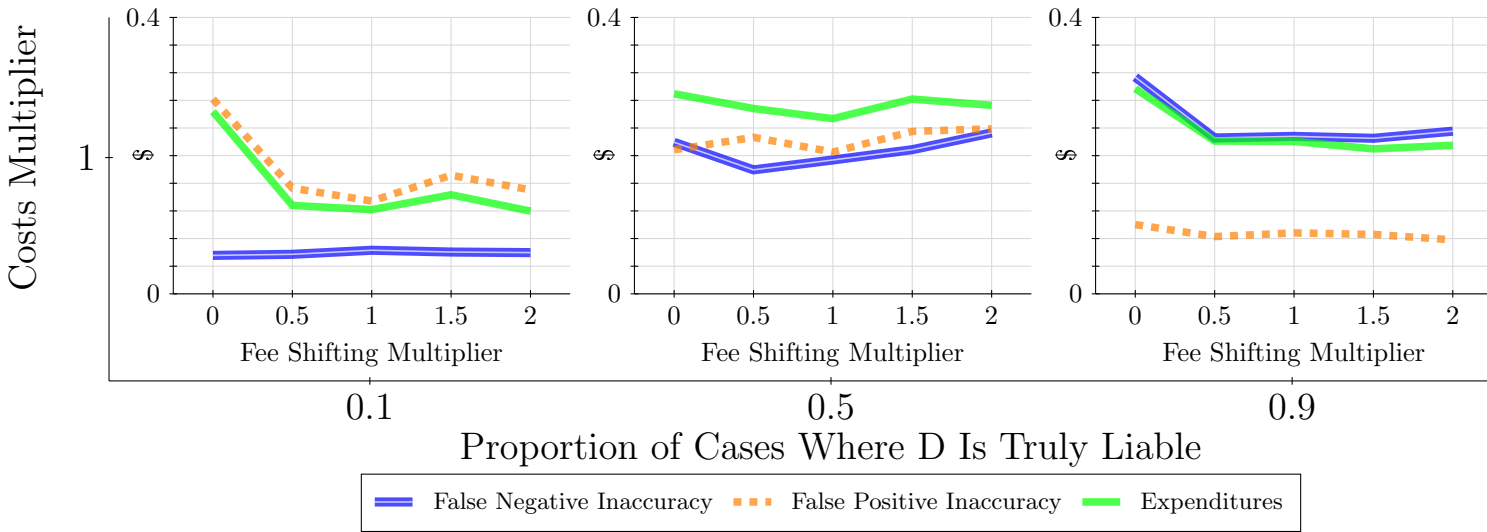 Costs Multiplier
1
0.4
$
0
0 0.5 1 1.5 2
Fee Shifting Multiplier
0.4
$
0
0 0.5 1 1.5 2
Fee Shifting Multiplier
0.4
$
0
0 0.5 1 1.5 2
Fee Shifting Multiplier
0.1 0.5 0.9
Proportion of Cases Where D Is Truly Liable
False Negative Inaccuracy False Positive Inaccuracy Expenditures